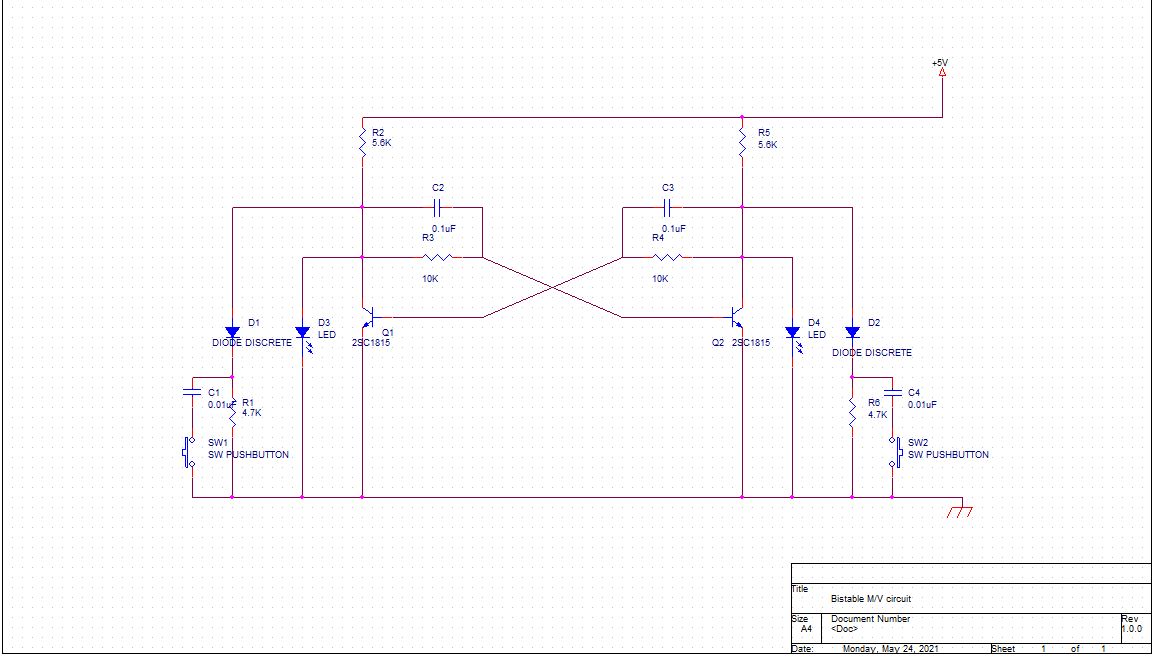 +5V
R2
5.6K
R5
5.6K
C2
0.1uF
C3
0.1uF
R3
10K
R4
10K
D1
DIODE DISCRETE
D3
LED
Q1
2SC1815
Q2
2SC1815
D4
LED
D2
DIODE DISCRETE
C1
0.01uF
R1
4.7K
R6
4.7K
C4
0.01uF
SW1
SW PUSHBUTTON
SW2
SW PUSHBUTTON
Title
Bistable M/V circuit
Size
A4
Document Number
<Doc>
Rev
1.0.0
Date:
Monday, May 24, 2021
Sheet 1 of 1